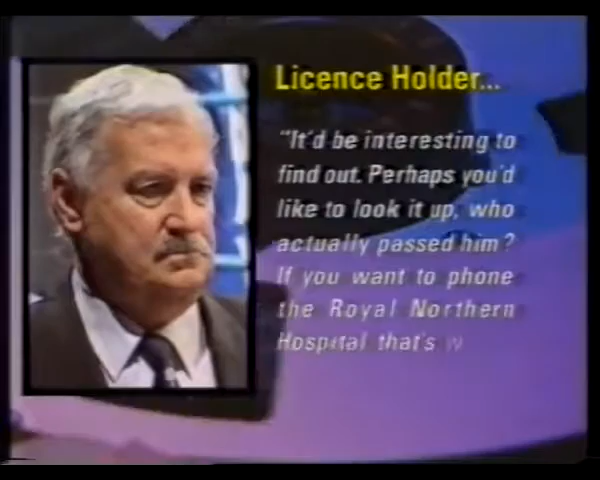 Licence Holder...
"It'd be interesting to
find out. Perhaps you'd
like to look it up, who
actually passed him?
If you want to phone
the Royal Northern
Hospital that's w